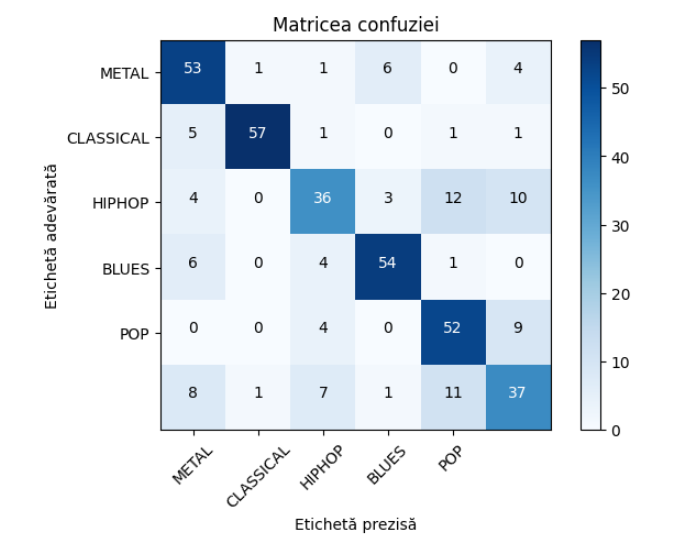 Matricea confuziei
METAL 53 1 1 6 0 4
CLASSICAL 5 57 1 0 1 1
HIPHOP 4 0 36 3 12 10
BLUES 6 0 4 54 1 0
POP 0 0 4 0 52 9
8 1 7 1 11 37
METAL CLASSICAL HIPHOP BLUES POP
Etichetă prezisă
Etichetă adevărată
50
40
30
20
10
0